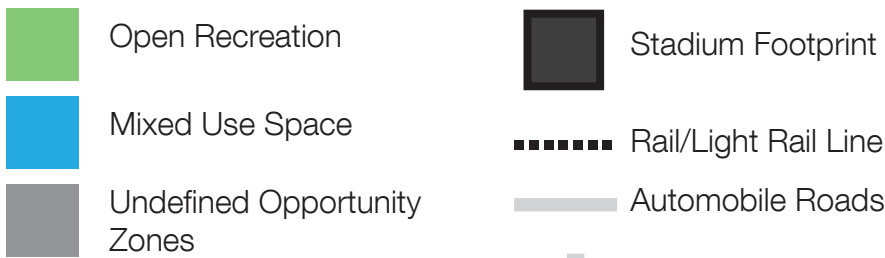 Open Recreation
Mixed Use Space
Undefined Opportunity
Zones
Stadium Footprint
Rail/Light Rail Line
Automobile Roads